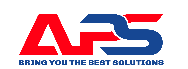 APS
BRING YOU THE BEST SOLUTIONS